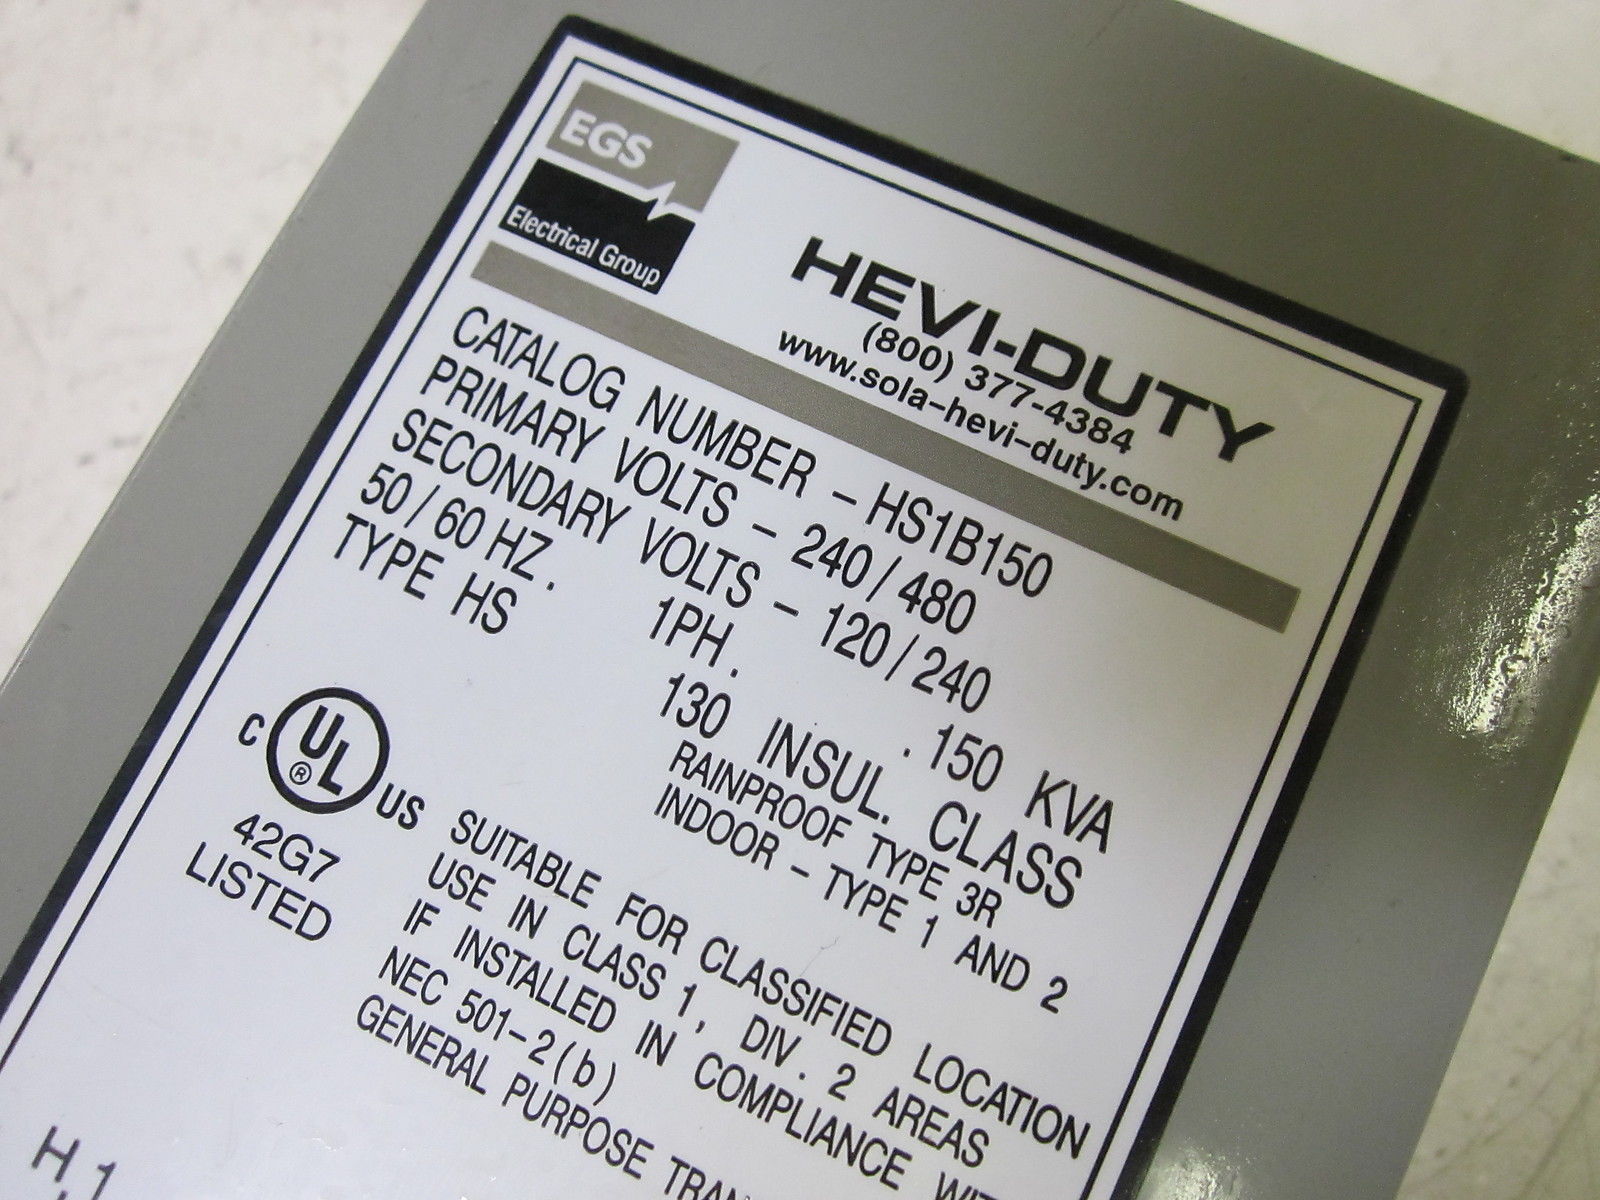 EGS
Electrical Group
HEVI-DUTY
(800) 377-4384
www.sola-hevi-duty.com
CATALOG NUMBER - HS1B150
PRIMARY VOLTS - 240/480
SECONDARY VOLTS - 120/240
50/60 HZ. 1PH. .150 KVA
TYPE HS 130 INSUL. CLASS
RAINPROOF TYPE 3R
INDOOR - TYPE 1 AND 2
C UL ® US
42G7
LISTED
SUITABLE FOR CLASSIFIED LOCATION
USE IN CLASS 1, DIV. 2 AREAS
IF INSTALLED IN COMPLIANCE
NEC 501-2(b)
GENERAL PURPOSE
H 1